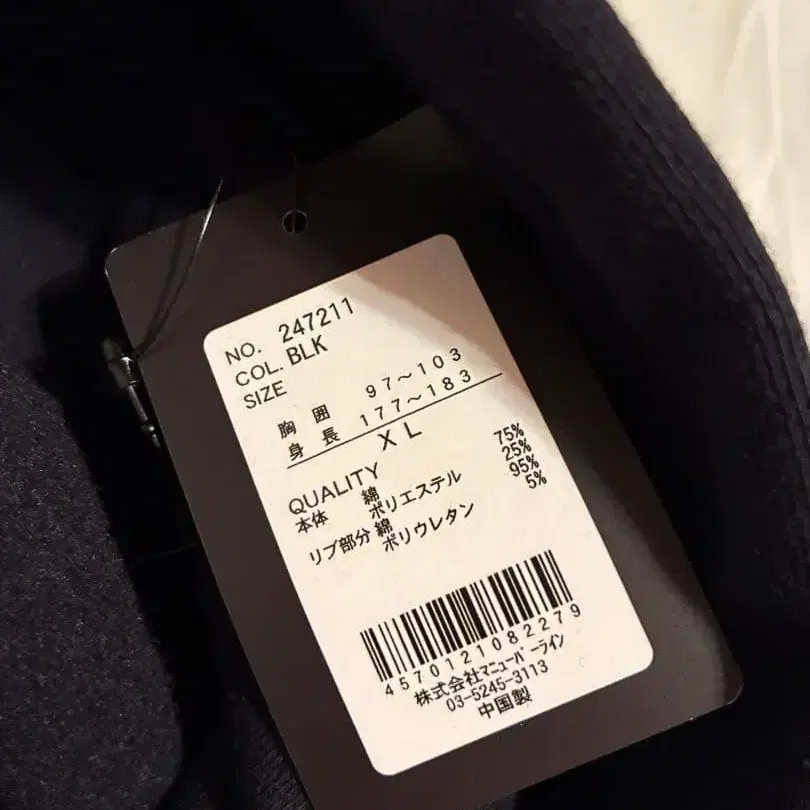 NO. 247211
COL. BLK
SIZE
胸 囲 97～103
身 長 177～183
XL
QUALITY
本体 綿 75%
ポリエステル 25%
リブ部分 綿 95%
ポリウレタン 5%
4570121082279
株式会社マニューバーライン
03-5245-3113
中国製